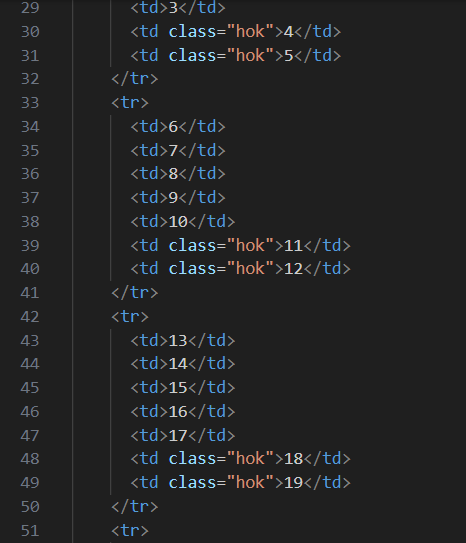 29 <td>3</td>
30 <td class="hok">4</td>
31 <td class="hok">5</td>
32 </tr>
33 <tr>
34 <td>6</td>
35 <td>7</td>
36 <td>8</td>
37 <td>9</td>
38 <td>10</td>
39 <td class="hok">11</td>
40 <td class="hok">12</td>
41 </tr>
42 <tr>
43 <td>13</td>
44 <td>14</td>
45 <td>15</td>
46 <td>16</td>
47 <td>17</td>
48 <td class="hok">18</td>
49 <td class="hok">19</td>
50 </tr>
51 <tr>